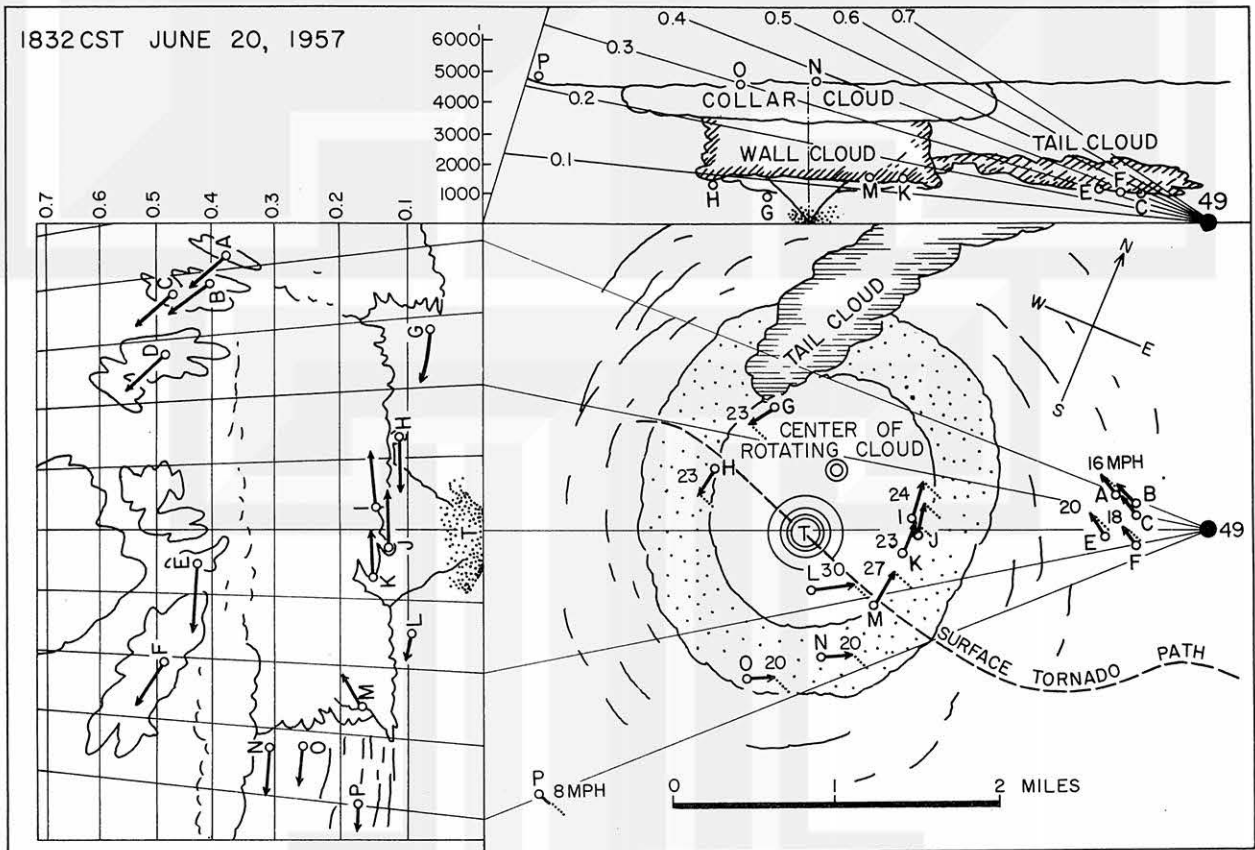 1832 CST JUNE 20, 1957
6000
5000
4000
3000
2000
1000
0.1
0.2
0.3
0.4
0.5
0.6
0.7
P
O
N
COLLAR CLOUD
WALL CLOUD
TAIL CLOUD
H
G
M
K
E
F
C
49
0.7
0.6
0.5
0.4
0.3
0.2
0.1
A
B
C
D
E
F
G
H
I
J
K
L
M
N
O
P
T
TAIL CLOUD
N
W
E
S
23
G
CENTER OF
ROTATING CLOUD
23
H
T
24
I
J
23
K
L 30
27
M
N
20
O
20
P
8 MPH
16 MPH
A
B
C
20
E
18
F
49
SURFACE TORNADO PATH
0
1
2
MILES